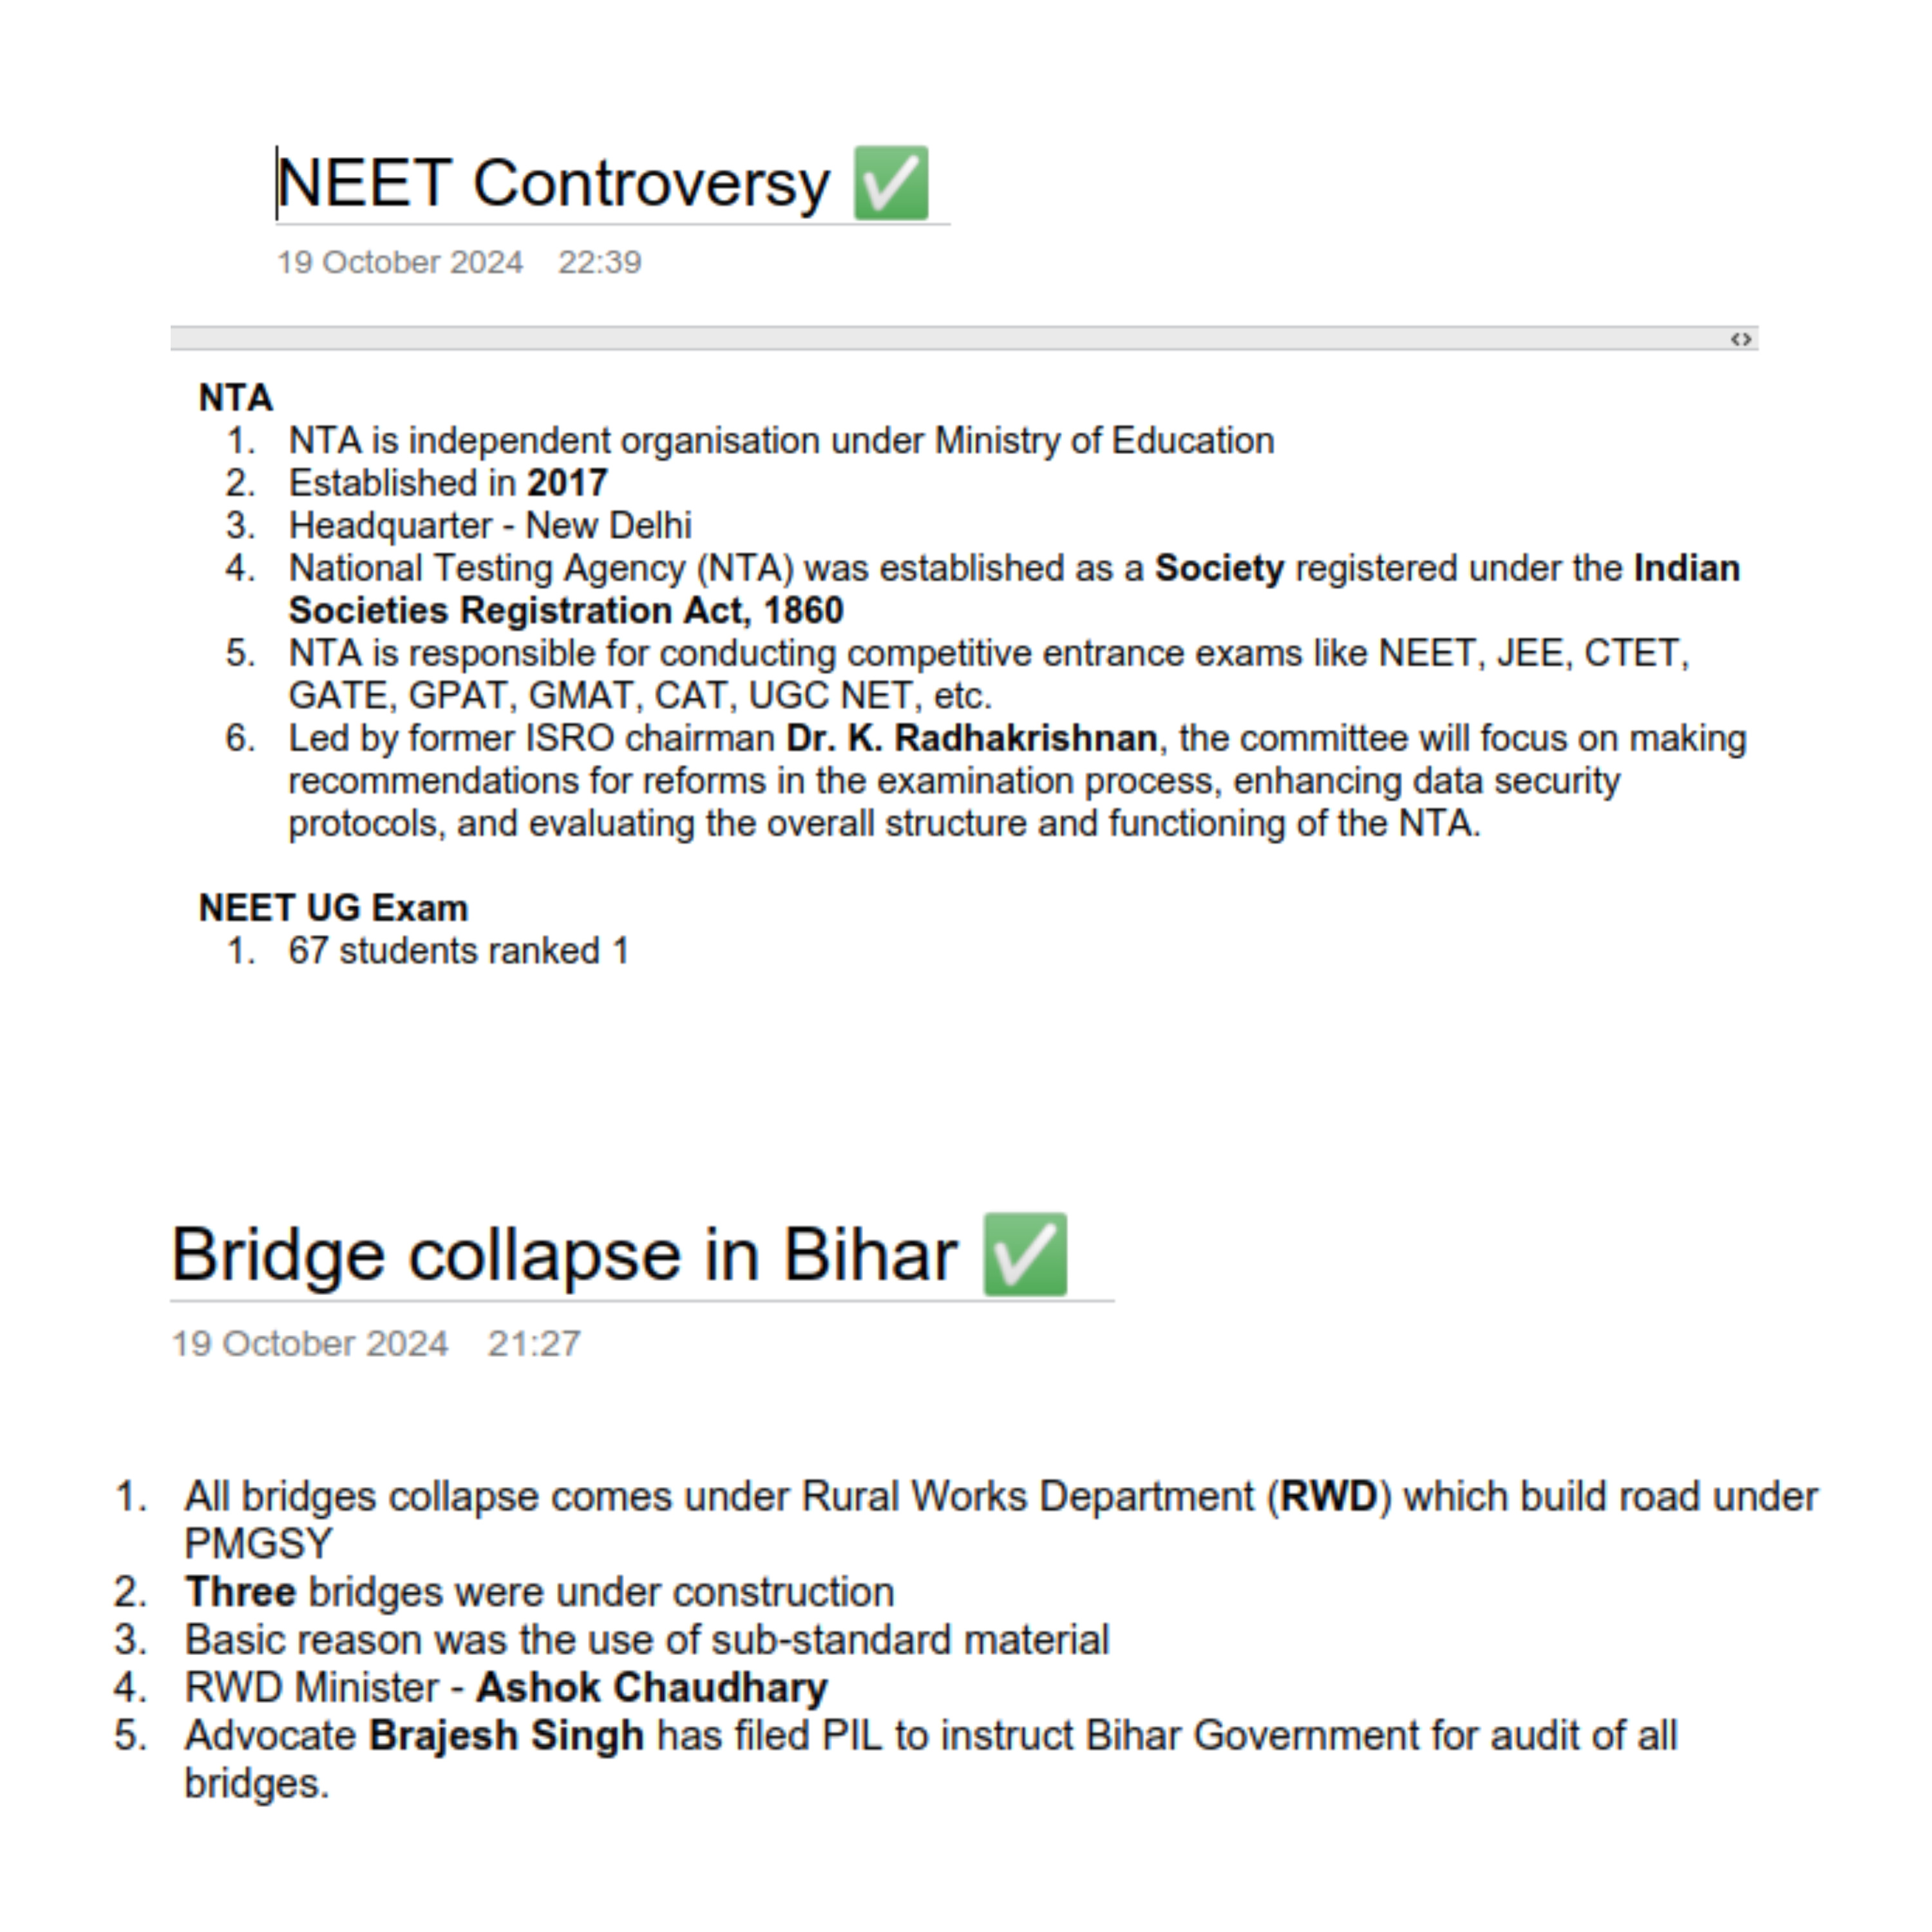 NEET Controversy ✅
19 October 2024 22:39
NTA
1. NTA is independent organisation under Ministry of Education
2. Established in 2017
3. Headquarter - New Delhi
4. National Testing Agency (NTA) was established as a Society registered under the Indian
Societies Registration Act, 1860
5. NTA is responsible for conducting competitive entrance exams like NEET, JEE, CTET,
GATE, GPAT, GMAT, CAT, UGC NET, etc.
6. Led by former ISRO chairman Dr. K. Radhakrishnan, the committee will focus on making
recommendations for reforms in the examination process, enhancing data security
protocols, and evaluating the overall structure and functioning of the NTA.
NEET UG Exam
1. 67 students ranked 1
Bridge collapse in Bihar ✅
19 October 2024 21:27
1. All bridges collapse comes under Rural Works Department (RWD) which build road under
PMGSY
2. Three bridges were under construction
3. Basic reason was the use of sub-standard material
4. RWD Minister - Ashok Chaudhary
5. Advocate Brajesh Singh has filed PIL to instruct Bihar Government for audit of all
bridges.